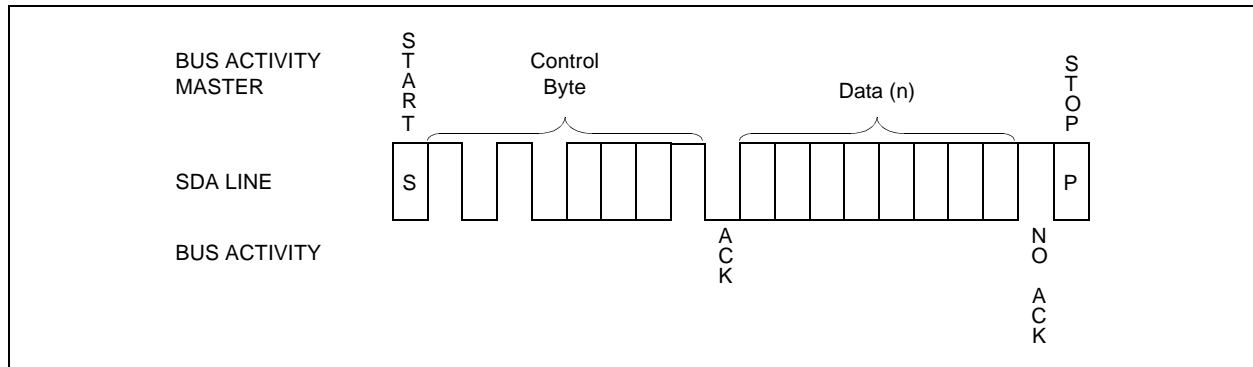 BUS ACTIVITY
MASTER
START
Control
Byte
Data (n)
STOP
SDA LINE
S
P
BUS ACTIVITY
ACK
NO ACK